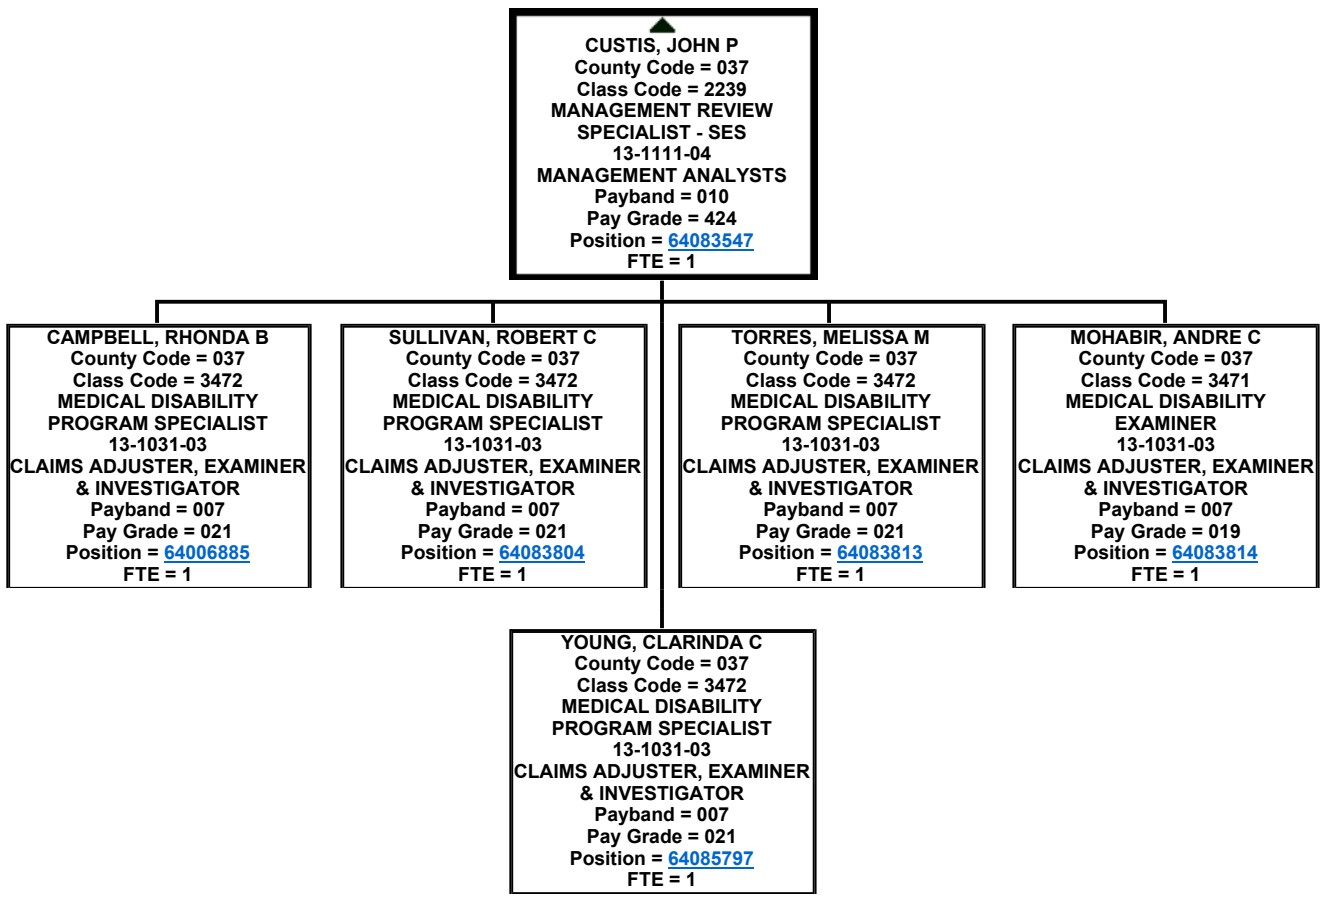 CUSTIS, JOHN P
County Code = 037
Class Code = 2239
MANAGEMENT REVIEW
SPECIALIST - SES
13-1111-04
MANAGEMENT ANALYSTS
Payband = 010
Pay Grade = 424
Position = 64083547
FTE = 1
CAMPBELL, RHONDA B
County Code = 037
Class Code = 3472
MEDICAL DISABILITY
PROGRAM SPECIALIST
13-1031-03
CLAIMS ADJUSTER, EXAMINER
& INVESTIGATOR
Payband = 007
Pay Grade = 021
Position = 64006885
FTE = 1
SULLIVAN, ROBERT C
County Code = 037
Class Code = 3472
MEDICAL DISABILITY
PROGRAM SPECIALIST
13-1031-03
CLAIMS ADJUSTER, EXAMINER
& INVESTIGATOR
Payband = 007
Pay Grade = 021
Position = 64083804
FTE = 1
TORRES, MELISSA M
County Code = 037
Class Code = 3472
MEDICAL DISABILITY
PROGRAM SPECIALIST
13-1031-03
CLAIMS ADJUSTER, EXAMINER
& INVESTIGATOR
Payband = 007
Pay Grade = 021
Position = 64083813
FTE = 1
MOHABIR, ANDRE C
County Code = 037
Class Code = 3471
MEDICAL DISABILITY
EXAMINER
13-1031-03
CLAIMS ADJUSTER, EXAMINER
& INVESTIGATOR
Payband = 007
Pay Grade = 019
Position = 64083814
FTE = 1
YOUNG, CLARINDA C
County Code = 037
Class Code = 3472
MEDICAL DISABILITY
PROGRAM SPECIALIST
13-1031-03
CLAIMS ADJUSTER, EXAMINER
& INVESTIGATOR
Payband = 007
Pay Grade = 021
Position = 64085797
FTE = 1